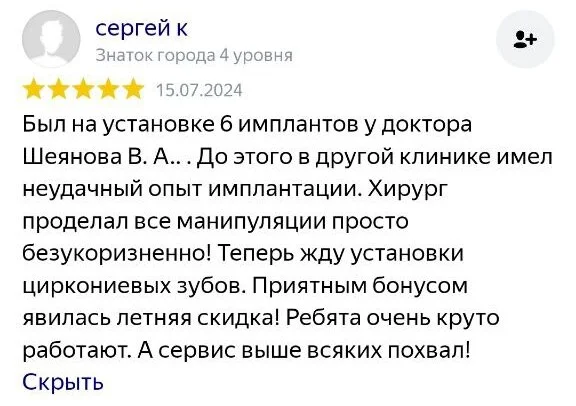 сергей к
Знаток города 4 уровня
15.07.2024
Был на установке 6 имплантов у доктора
Шеянова В. А.. . До этого в другой клинике имел
неудачный опыт имплантации. Хирург
проделал все манипуляции просто
безукоризненно! Теперь жду установки
циркониевых зубов. Приятным бонусом
явилась летняя скидка! Ребята очень круто
работают. А сервис выше всяких похвал!
Скрыть